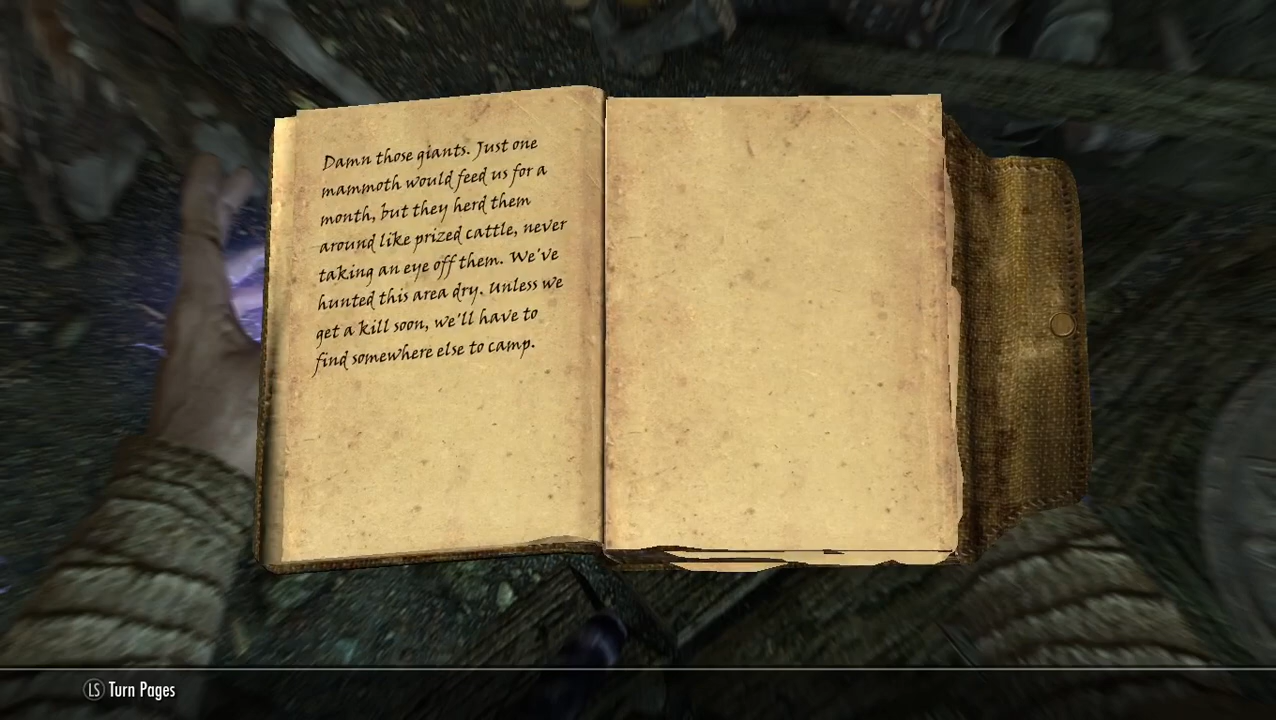 Damn those giants. Just one
mammoth would feed us for a
month, but they herd them
around like prized cattle, never
taking an eye off them. We've
hunted this area dry. Unless we
get a kill soon, we'll have to
find somewhere else to camp.
LS Turn Pages